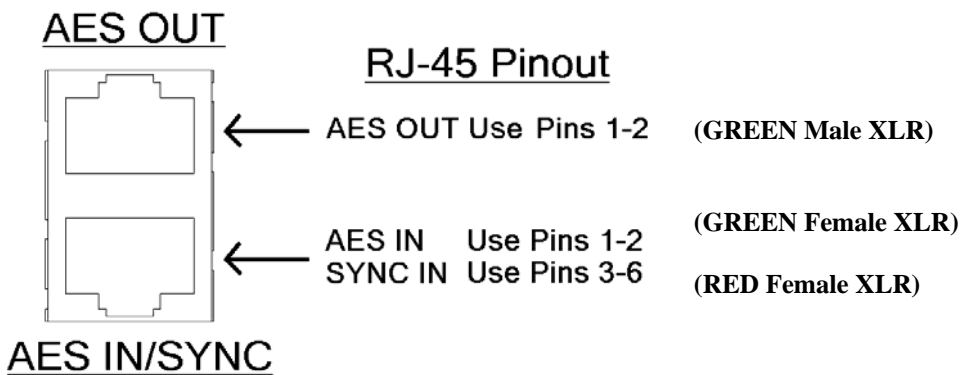 AES OUT
RJ-45 Pinout
AES OUT Use Pins 1-2 (GREEN Male XLR)
AES IN Use Pins 1-2 (GREEN Female XLR)
SYNC IN Use Pins 3-6 (RED Female XLR)
AES IN/SYNC